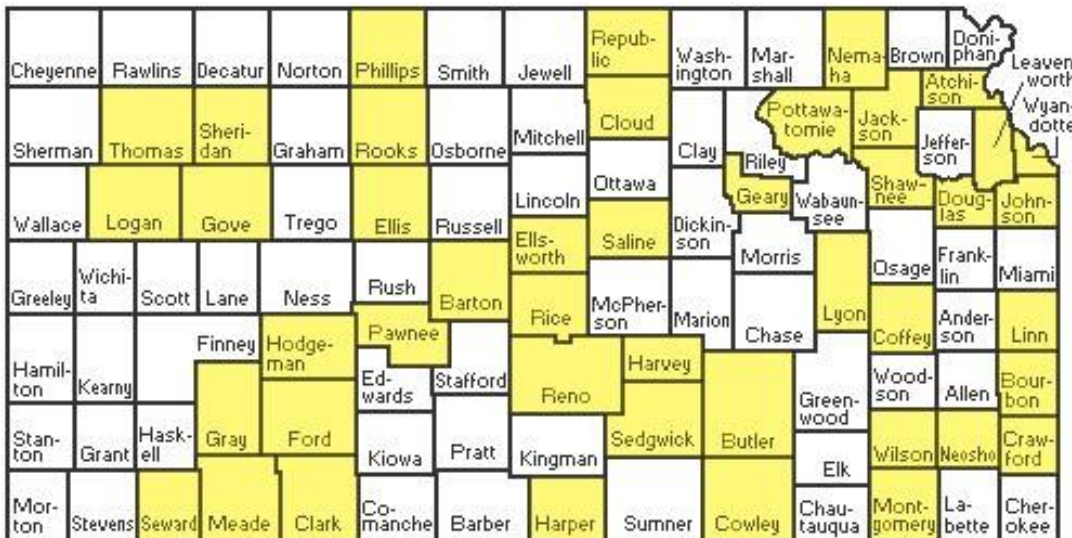 Cheyenne
Rawlins
Decatur
Norton
Phillips
Smith
Jewell
Repub-
lic
Wash-
ington
Mar-
shall
Nema-
ha
Brown
Doni-
phan
Leaven-
worth
Atchi-
son
Wyan-
dotte
Sherman
Thomas
Sheri-
dan
Graham
Rooks
Osborne
Mitchell
Cloud
Clay
Riley
Pottawa-
tomie
Jack-
son
Jeffer-
son
Wallace
Logan
Gove
Trego
Ellis
Russell
Lincoln
Ottawa
Dickin-
son
Geary
Wabaun-
see
Shaw-
nee
Doug-
las
John-
son
Ells-
worth
Saline
Morris
Osage
Frank-
lin
Miami
Greeley
Wichi-
ta
Scott
Lane
Ness
Rush
Barton
Rice
McPher-
son
Marion
Chase
Lyon
Coffey
Ander-
son
Linn
Hamil-
ton
Kearny
Finney
Hodge-
man
Pawnee
Ed-
wards
Stafford
Reno
Harvey
Green-
wood
Wood-
son
Allen
Bour-
bon
Stan-
ton
Grant
Hask-
ell
Gray
Ford
Kiowa
Pratt
Kingman
Sedgwick
Butler
Elk
Wilson
Neosho
Craw-
ford
Mor-
ton
Stevens
Seward
Meade
Clark
Co-
manche
Barber
Harper
Sumner
Cowley
Chau-
tauqua
Mont-
gomery
La-
bette
Cher-
okee